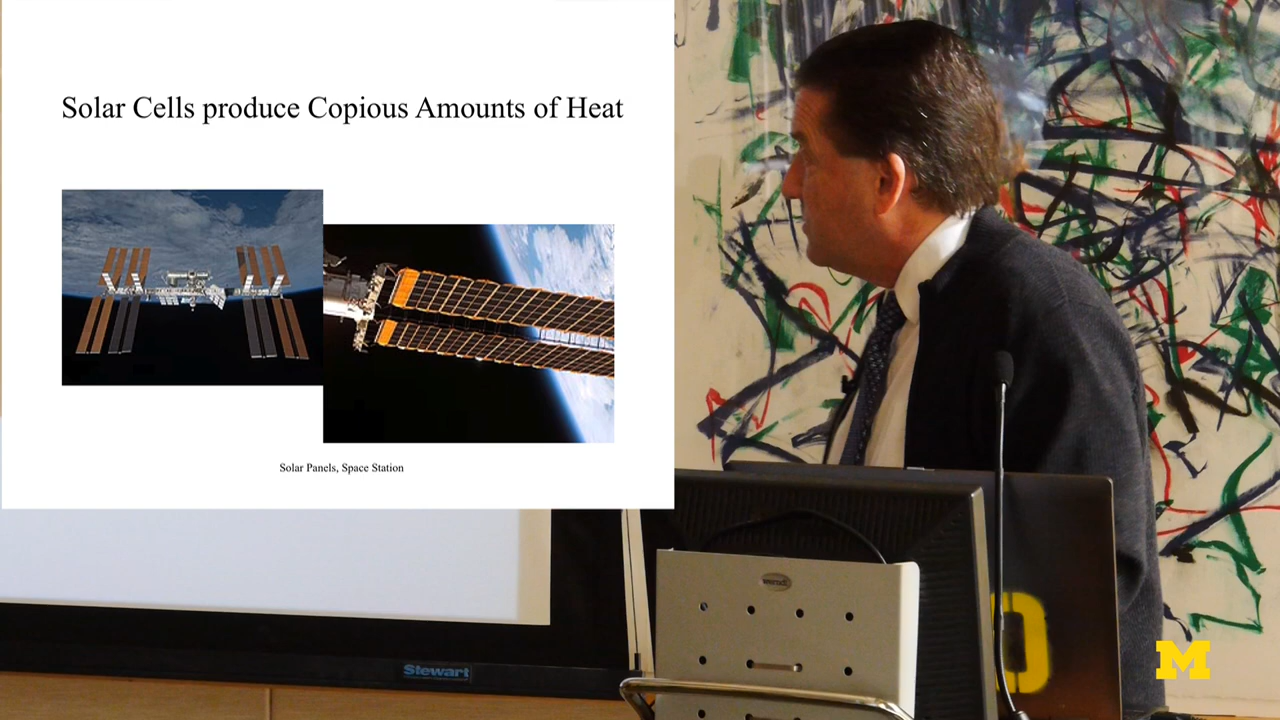 Solar Cells produce Copious Amounts of Heat
Solar Panels, Space Station
Stewart
M